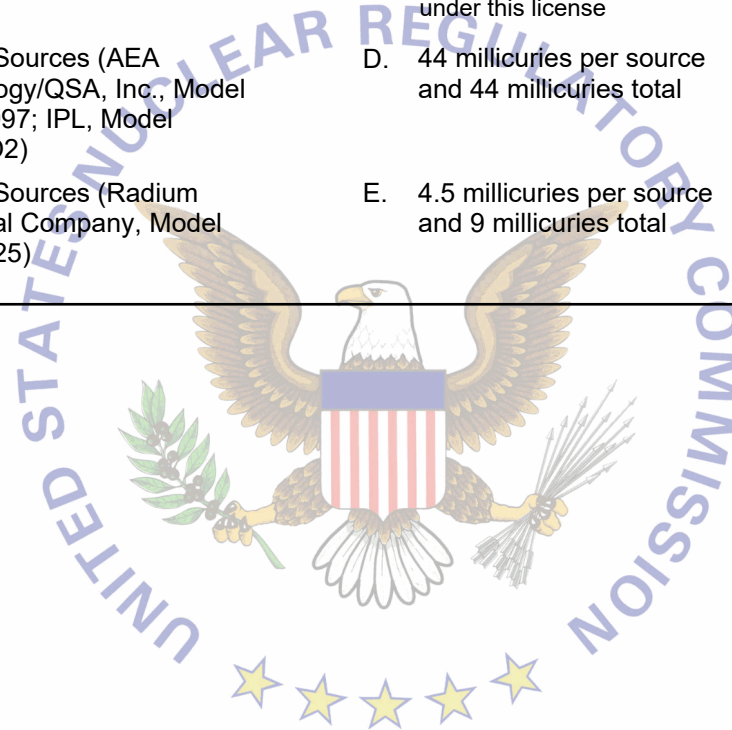 under this license
Sources (AEA
D. 44 millicuries per source
ogy/QSA, Inc., Model
and 44 millicuries total
97; IPL, Model
02)
Sources (Radium
E. 4.5 millicuries per source
al Company, Model
and 9 millicuries total
25)
UNITED STATES NUCLEAR REGULATORY COMMISSION